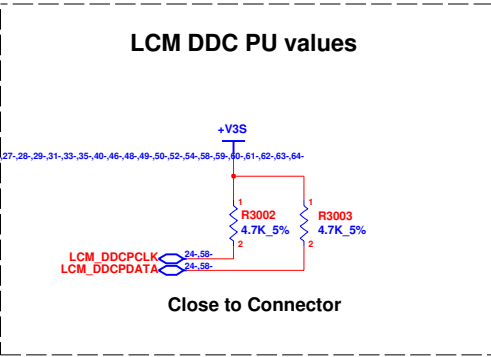 LCM DDC PU values
+V3S
,27-,28-,29-,31-,33-,35-,40-,46-,48-,49-,50-,52-,54-,58-,59-,60-,61-,62-,63-,64-
1 1
R3002 R3003
4.7K_5% 4.7K_5%
2 2
LCM_DDCPCLK 24-,58-
LCM_DDCPDATA 24-,58-
Close to Connector